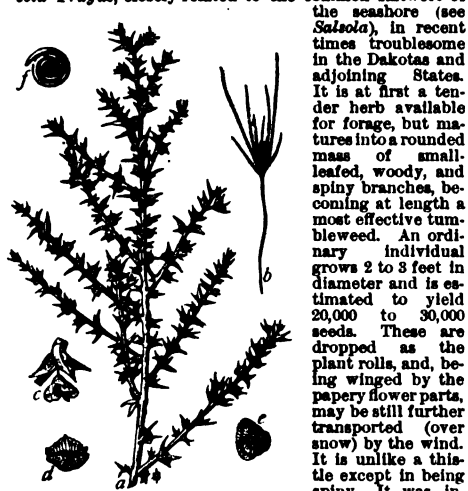 the seashore (see
Salsola), in recent
times troublesome
in the Dakotas and
adjoining States.
It is at first a ten-
der herb available
for forage, but ma-
tures into a rounded
mass of small-
leafed, woody, and
spiny branches, be-
coming at length a
most effective tum-
bleweed. An ordi-
nary individual
grows 2 to 3 feet in
diameter and is es-
timated to yield
20,000 to 30,000
seeds. These are
dropped as the
plant rolls, and, be-
ing winged by the
papery flower parts,
may be still further
transported (over
snow) by the wind.
It is unlike a this-
tle except in being
f
b
c
d
a
e